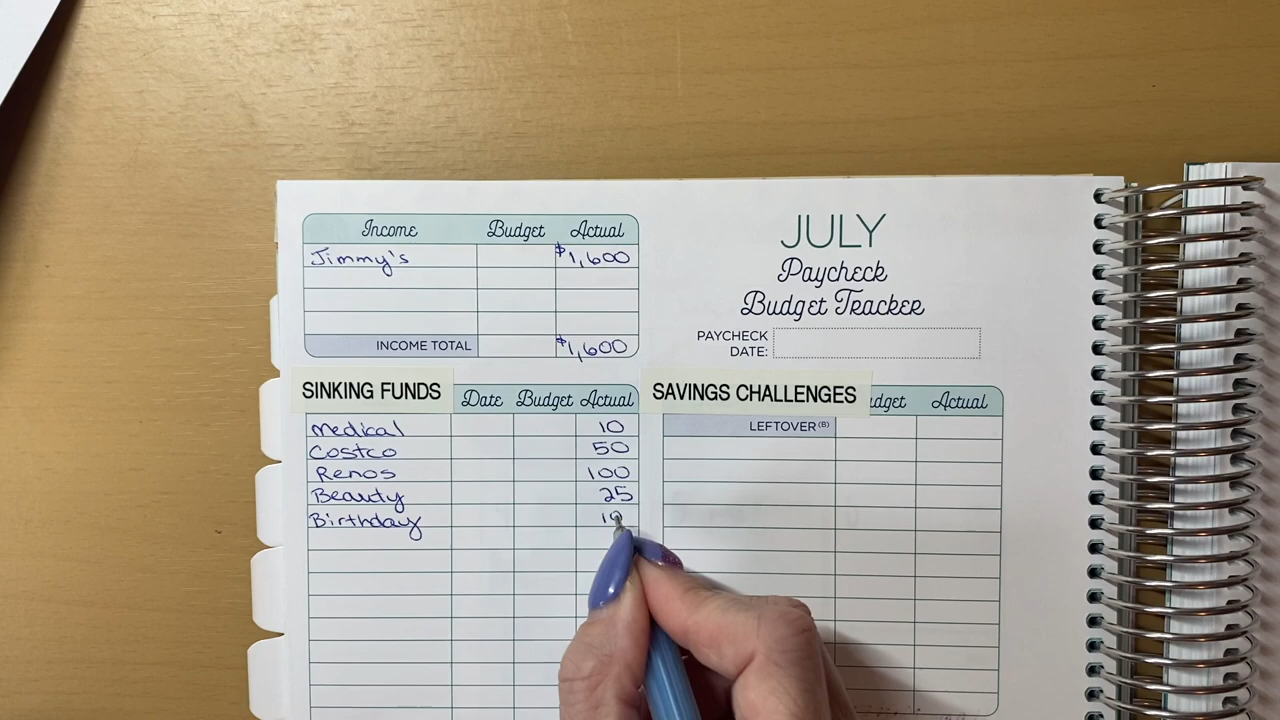 JULY
Paycheck
Budget Tracker
PAYCHECK DATE:
Income Budget Actual
Jimmy's $1,600
INCOME TOTAL $1,600
SINKING FUNDS Date Budget Actual
Medical 10
Costco 50
Renos 100
Beauty 25
Birthday 10
SAVINGS CHALLENGES Actual
LEFTOVER (B)